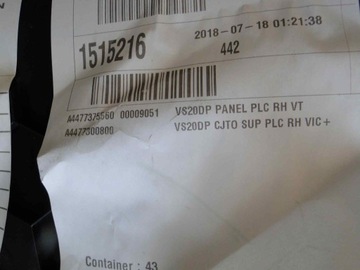 1515216
2018-07-18 01:21:38
442
A4477375560 00009051 VS20DP PANEL PLC RH VT
A4477300800 VS20DP CJTO SUP PLC RH VIC+
Container : 43